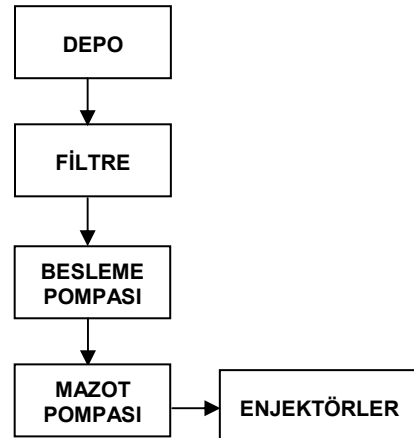 DEPO
FİLTRE
BESLEME
POMPASI
MAZOT
POMPASI
ENJEKTÖRLER